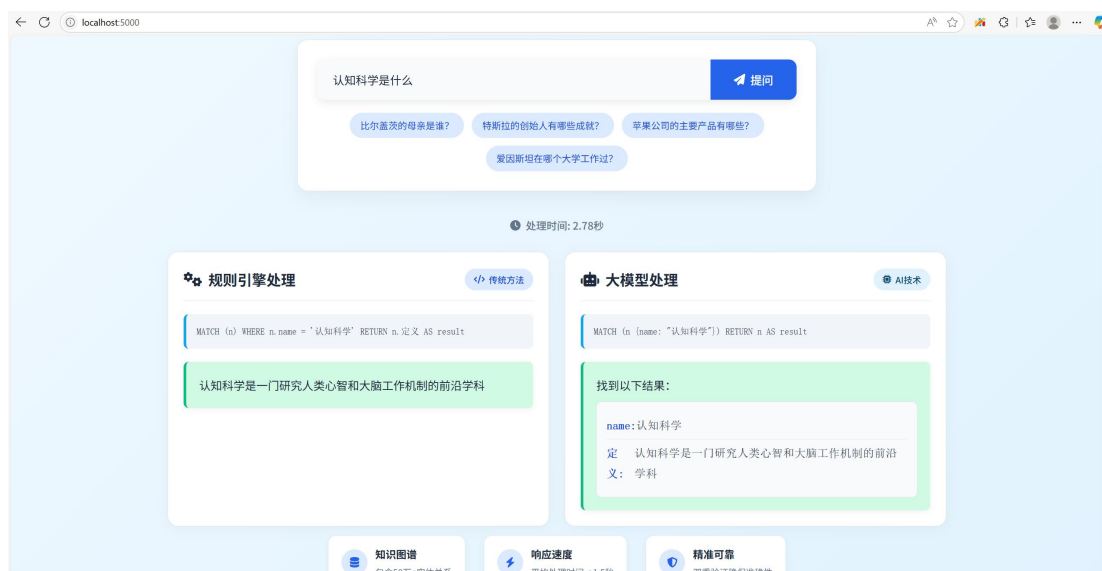 localhost:5000
认知科学是什么
提问
比尔盖茨的母亲是谁？
特斯拉的创始人有哪些成就？
苹果公司的主要产品有哪些？
爱因斯坦在哪个大学工作过？
处理时间: 2.78秒
规则引擎处理
</> 传统方法
MATCH (n) WHERE n.name = '认知科学' RETURN n.定义 AS result
认知科学是一门研究人类心智和大脑工作机制的前沿学科
大模型处理
AI技术
MATCH (n {name: "认知科学"}) RETURN n AS result
找到以下结果：
name:认知科学
定 认知科学是一门研究人类心智和大脑工作机制的前沿
义: 学科
知识图谱
响应速度
精准可靠